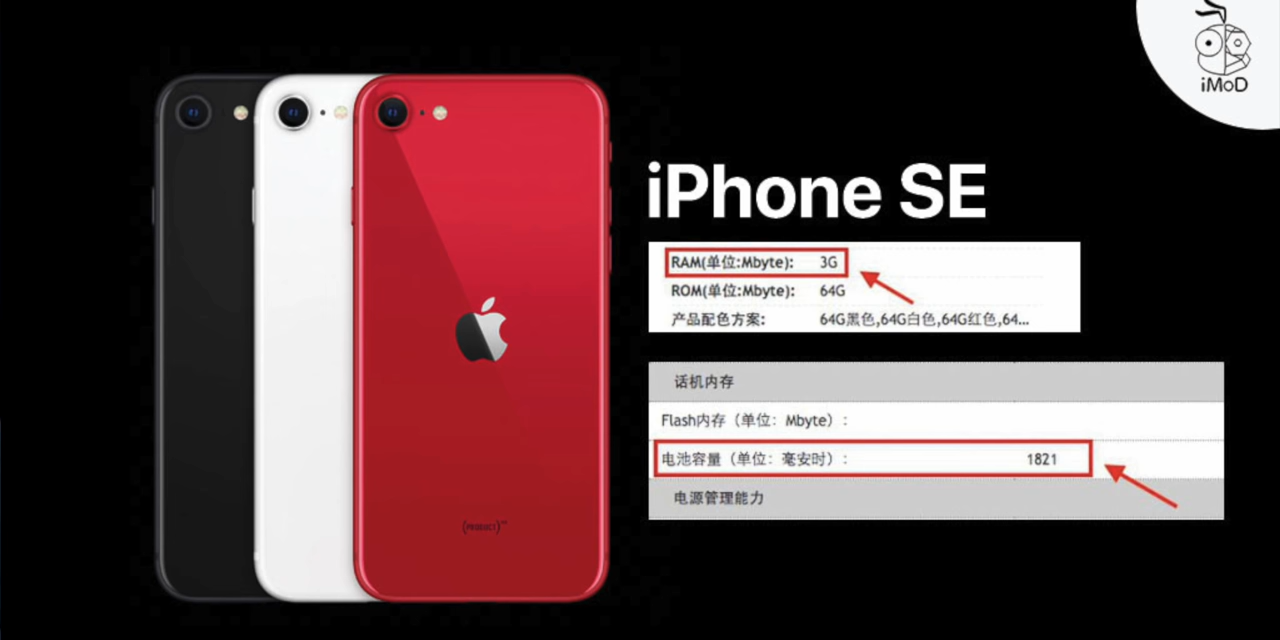 iMoD
iPhone SE
RAM(单位:Mbyte): 3G
ROM(单位:Mbyte): 64G
产品配色方案: 64G黑色,64G白色,64G红色,64...
话机内存
Flash内存（单位：Mbyte）：
电池容量（单位：毫安时）： 1821
电源管理能力
(PRODUCT)™